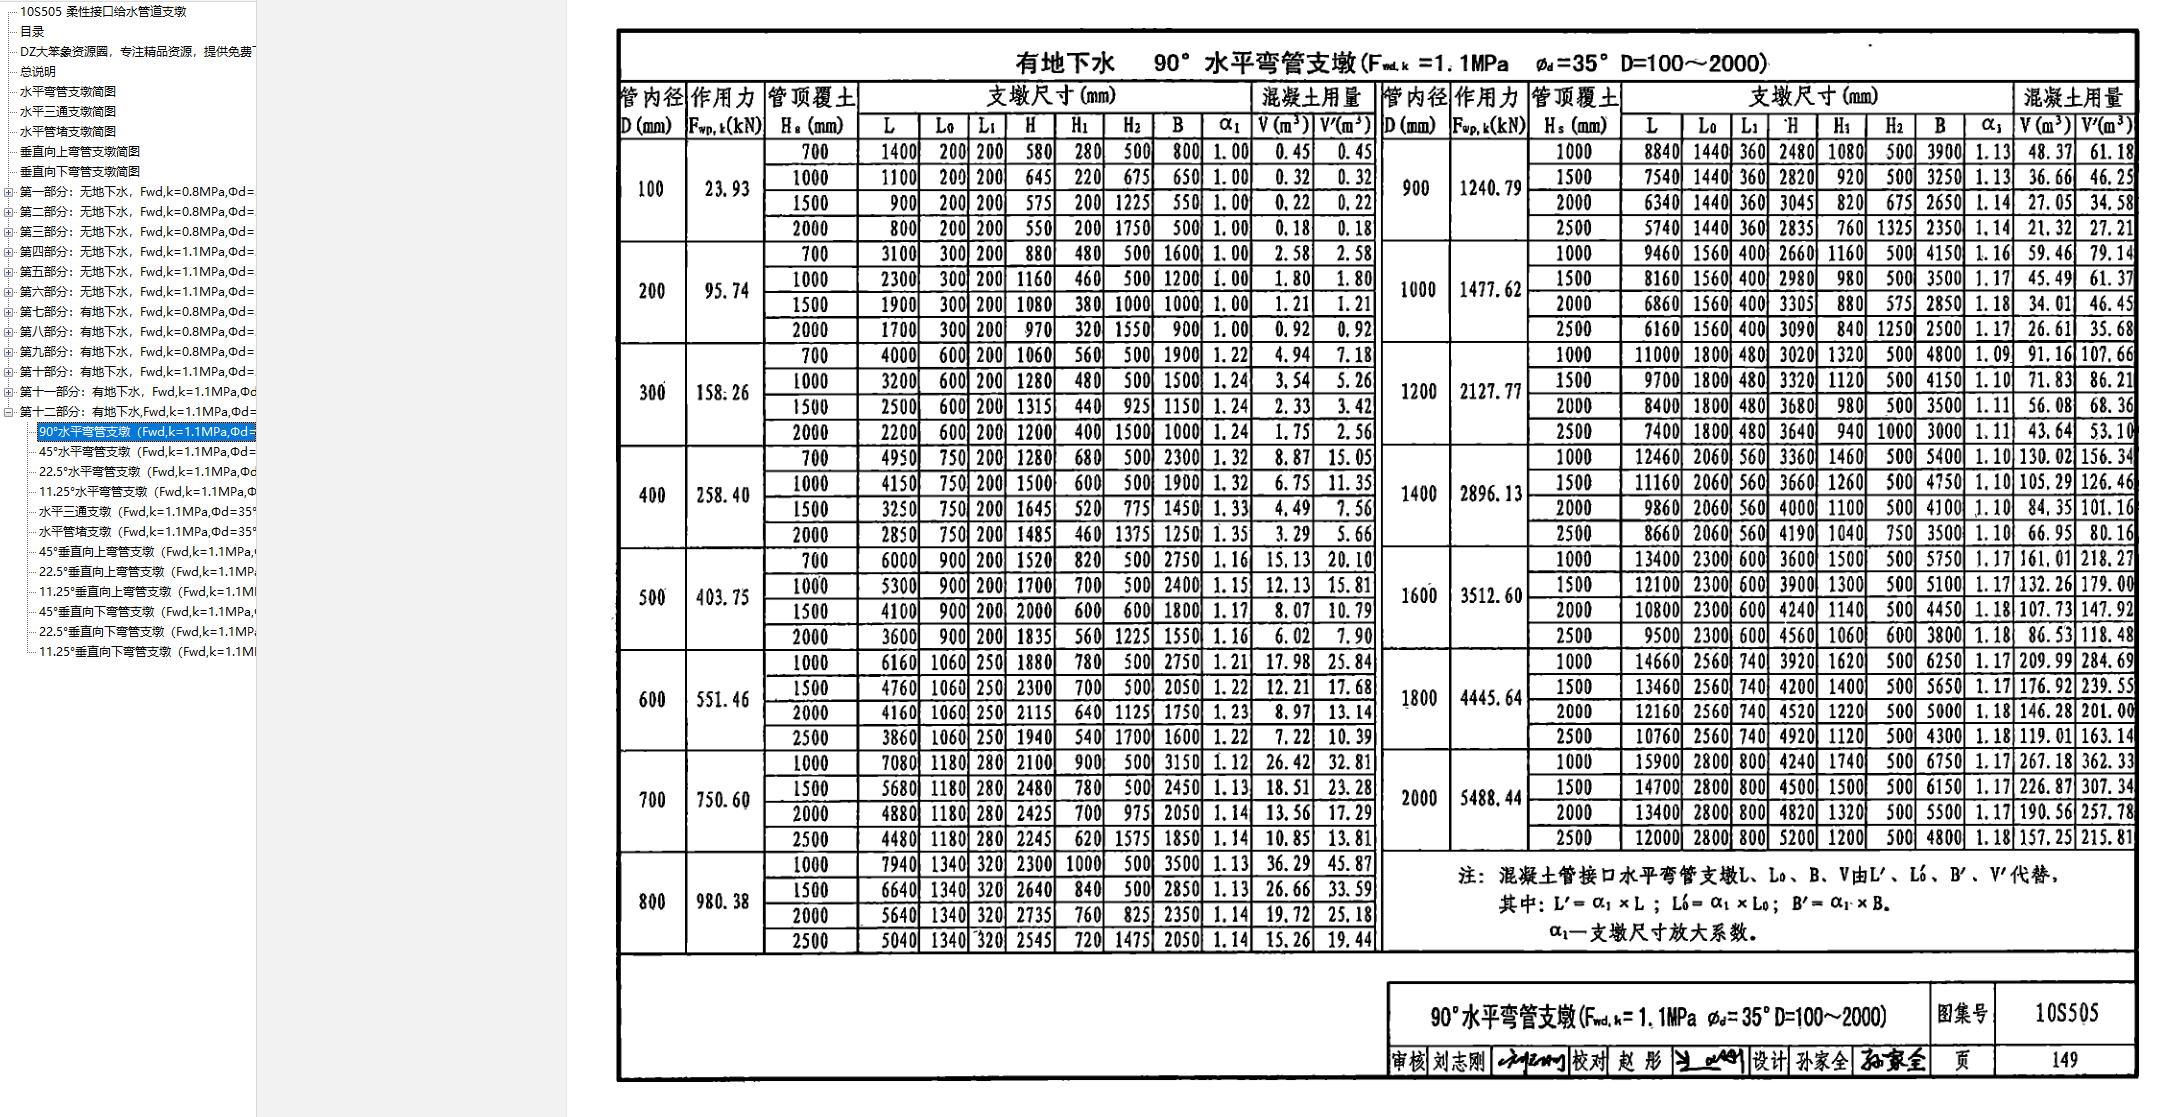 10S505 柔性接口给水管道支墩
目录
DZ大笨象资源圈，专注精品资源，提供免费下
总说明
水平弯管支墩简图
水平三通支墩简图
水平管堵支墩简图
垂直向上弯管支墩简图
垂直向下弯管支墩简图
第一部分：无地下水，Fwd,k=0.8MPa,Φd=
第二部分：无地下水，Fwd,k=0.8MPa,Φd=
第三部分：无地下水，Fwd,k=0.8MPa,Φd=
第四部分：无地下水，Fwd,k=1.1MPa,Φd=
第五部分：无地下水，Fwd,k=1.1MPa,Φd=
第六部分：无地下水，Fwd,k=1.1MPa,Φd=
第七部分：有地下水，Fwd,k=0.8MPa,Φd=
第八部分：有地下水，Fwd,k=0.8MPa,Φd=
第九部分：有地下水，Fwd,k=0.8MPa,Φd=
第十部分：有地下水，Fwd,k=1.1MPa,Φd=
第十一部分：有地下水，Fwd,k=1.1MPa,Φd
第十二部分：有地下水,Fwd,k=1.1MPa,Φd=
90°水平弯管支墩（Fwd,k=1.1MPa,Φd=
45°水平弯管支墩（Fwd,k=1.1MPa,Φd=
22.5°水平弯管支墩（Fwd,k=1.1MPa,Φd
11.25°水平弯管支墩（Fwd,k=1.1MPa,Φ
水平三通支墩（Fwd,k=1.1MPa,Φd=35°
水平管堵支墩（Fwd,k=1.1MPa,Φd=35°
45°垂直向上弯管支墩（Fwd,k=1.1MPa,
22.5°垂直向上弯管支墩（Fwd,k=1.1MPa
11.25°垂直向上弯管支墩（Fwd,k=1.1M
45°垂直向下弯管支墩（Fwd,k=1.1MPa,
22.5°垂直向下弯管支墩（Fwd,k=1.1MPa
11.25°垂直向下弯管支墩（Fwd,k=1.1M
有地下水 90° 水平弯管支墩(Fwd,k =1.1MPa ød=35° D=100～2000)
管内径 作用力 管顶覆土 支墩尺寸(mm) 混凝土用量 管内径 作用力 管顶覆土 支墩尺寸(mm) 混凝土用量
D(mm) Fwp,k(kN) Hs(mm) L L0 L1 H H1 H2 B α1 V(m³) V'(m³) D(mm) Fwp,k(kN) Hs(mm) L L0 L1 H H1 H2 B α1 V(m³) V'(m³)
100 23.93
700 1400 200 200 580 280 500 800 1.00 0.45 0.45
1000 1100 200 200 645 220 675 650 1.00 0.32 0.32
1500 900 200 200 575 200 1225 550 1.00 0.22 0.22
2000 800 200 200 550 200 1750 500 1.00 0.18 0.18
200 95.74
700 3100 300 200 880 480 500 1600 1.00 2.58 2.58
1000 2300 300 200 1160 460 500 1200 1.00 1.80 1.80
1500 1900 300 200 1080 380 1000 1000 1.00 1.21 1.21
2000 1700 300 200 970 320 1550 900 1.00 0.92 0.92
300 158.26
700 4000 600 200 1060 560 500 1900 1.22 4.94 7.18
1000 3200 600 200 1280 480 500 1500 1.24 3.54 5.26
1500 2500 600 200 1315 440 925 1150 1.24 2.33 3.42
2000 2200 600 200 1200 400 1500 1000 1.24 1.75 2.56
400 258.40
700 4950 750 200 1280 680 500 2300 1.32 8.87 15.05
1000 4150 750 200 1500 600 500 1900 1.32 6.75 11.35
1500 3250 750 200 1645 520 775 1450 1.33 4.49 7.56
2000 2850 750 200 1485 460 1375 1250 1.35 3.29 5.66
500 403.75
700 6000 900 200 1520 820 500 2750 1.16 15.13 20.10
1000 5300 900 200 1700 700 500 2400 1.15 12.13 15.81
1500 4100 900 200 2000 600 600 1800 1.17 8.07 10.79
2000 3600 900 200 1835 560 1225 1550 1.16 6.02 7.90
600 551.46
1000 6160 1060 250 1880 780 500 2750 1.21 17.98 25.84
1500 4760 1060 250 2300 700 500 2050 1.22 12.21 17.68
2000 4160 1060 250 2115 640 1125 1750 1.23 8.97 13.14
2500 3860 1060 250 1940 540 1700 1600 1.22 7.22 10.39
700 750.60
1000 7080 1180 280 2100 900 500 3150 1.12 26.42 32.81
1500 5680 1180 280 2480 780 500 2450 1.13 18.51 23.28
2000 4880 1180 280 2425 700 975 2050 1.14 13.56 17.29
2500 4480 1180 280 2245 620 1575 1850 1.14 10.85 13.81
800 980.38
1000 7940 1340 320 2300 1000 500 3500 1.13 36.29 45.87
1500 6640 1340 320 2640 840 500 2850 1.13 26.66 33.59
2000 5640 1340 320 2735 760 825 2350 1.14 19.72 25.18
2500 5040 1340 320 2545 720 1475 2050 1.14 15.26 19.44
900 1240.79
1000 8840 1440 360 2480 1080 500 3900 1.13 48.37 61.18
1500 7540 1440 360 2820 920 500 3250 1.13 36.66 46.25
2000 6340 1440 360 3045 820 675 2650 1.14 27.05 34.58
2500 5740 1440 360 2835 760 1325 2350 1.14 21.32 27.21
1000 1477.62
1000 9460 1560 400 2660 1160 500 4150 1.16 59.46 79.14
1500 8160 1560 400 2980 980 500 3500 1.17 45.49 61.37
2000 6860 1560 400 3305 880 575 2850 1.18 34.01 46.45
2500 6160 1560 400 3090 840 1250 2500 1.17 26.61 35.68
1200 2127.77
1000 11000 1800 480 3020 1320 500 4800 1.09 91.16 107.66
1500 9700 1800 480 3320 1120 500 4150 1.10 71.83 86.21
2000 8400 1800 480 3680 980 500 3500 1.11 56.08 68.36
2500 7400 1800 480 3640 940 1000 3000 1.11 43.64 53.10
1400 2896.13
1000 12460 2060 560 3360 1460 500 5400 1.10 130.02 156.34
1500 11160 2060 560 3660 1260 500 4750 1.10 105.29 126.46
2000 9860 2060 560 4000 1100 500 4100 1.10 84.35 101.16
2500 8660 2060 560 4190 1040 750 3500 1.10 66.95 80.16
1600 3512.60
1000 13400 2300 600 3600 1500 500 5750 1.17 161.01 218.27
1500 12100 2300 600 3900 1300 500 5100 1.17 132.26 179.00
2000 10800 2300 600 4240 1140 500 4450 1.18 107.73 147.92
2500 9500 2300 600 4560 1060 600 3800 1.18 86.53 118.48
1800 4445.64
1000 14660 2560 740 3920 1620 500 6250 1.17 209.99 284.69
1500 13460 2560 740 4200 1400 500 5650 1.17 176.92 239.55
2000 12160 2560 740 4520 1220 500 5000 1.18 146.28 201.00
2500 10760 2560 740 4920 1120 500 4300 1.18 119.01 163.14
2000 5488.44
1000 15900 2800 800 4240 1740 500 6750 1.17 267.18 362.33
1500 14700 2800 800 4500 1500 500 6150 1.17 226.87 307.34
2000 13400 2800 800 4820 1320 500 5500 1.17 190.56 257.78
2500 12000 2800 800 5200 1200 500 4800 1.18 157.25 215.81
注：混凝土管接口水平弯管支墩L、L0、B、V由L'、L0'、B'、V'代替，
其中：L'=α1×L；L0'=α1×L0；B'=α1×B。
α1—支墩尺寸放大系数。
90°水平弯管支墩(Fwd,k=1.1MPa ød=35°D=100～2000) 图集号 10S505
审核 刘志刚 校对 赵彤 设计 孙家全 孙家全 页 149